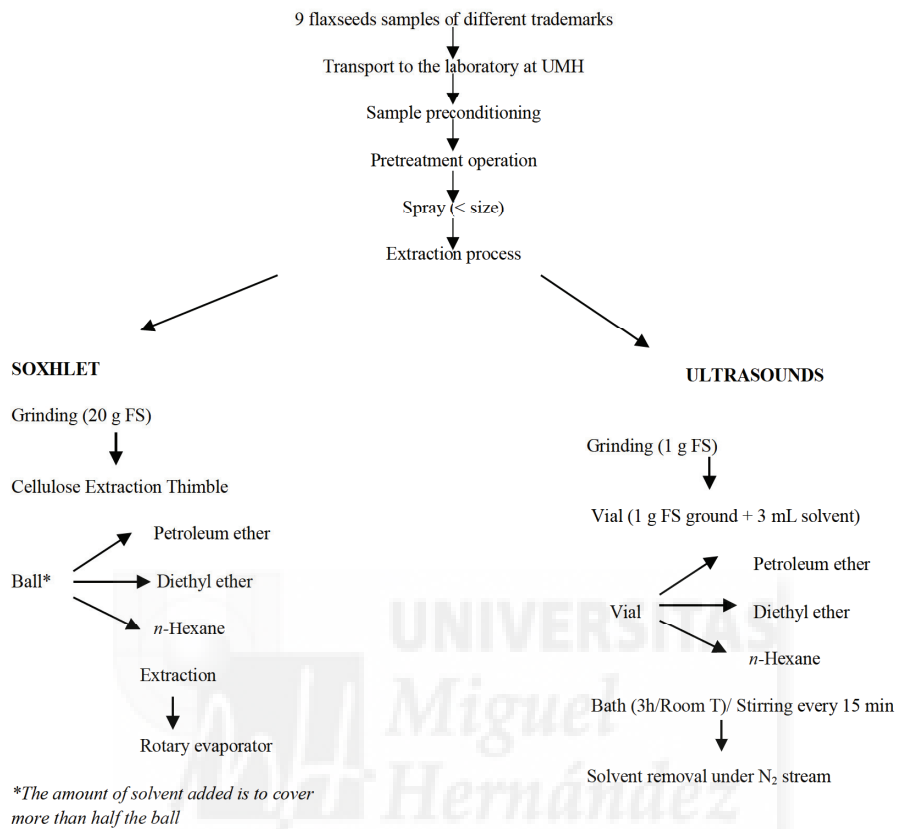 9 flaxseeds samples of different trademarks
Transport to the laboratory at UMH
Sample preconditioning
Pretreatment operation
Spray (< size)
Extraction process
SOXHLET
Grinding (20 g FS)
Cellulose Extraction Thimble
Petroleum ether
Ball*
Diethyl ether
n-Hexane
Extraction
Rotary evaporator
*The amount of solvent added is to cover
more than half the ball
ULTRASOUNDS
Grinding (1 g FS)
Vial (1 g FS ground + 3 mL solvent)
Petroleum ether
Vial
Diethyl ether
n-Hexane
Bath (3h/Room T)/ Stirring every 15 min
Solvent removal under N₂ stream
UNIVERSITAS
Miguel
Hernández